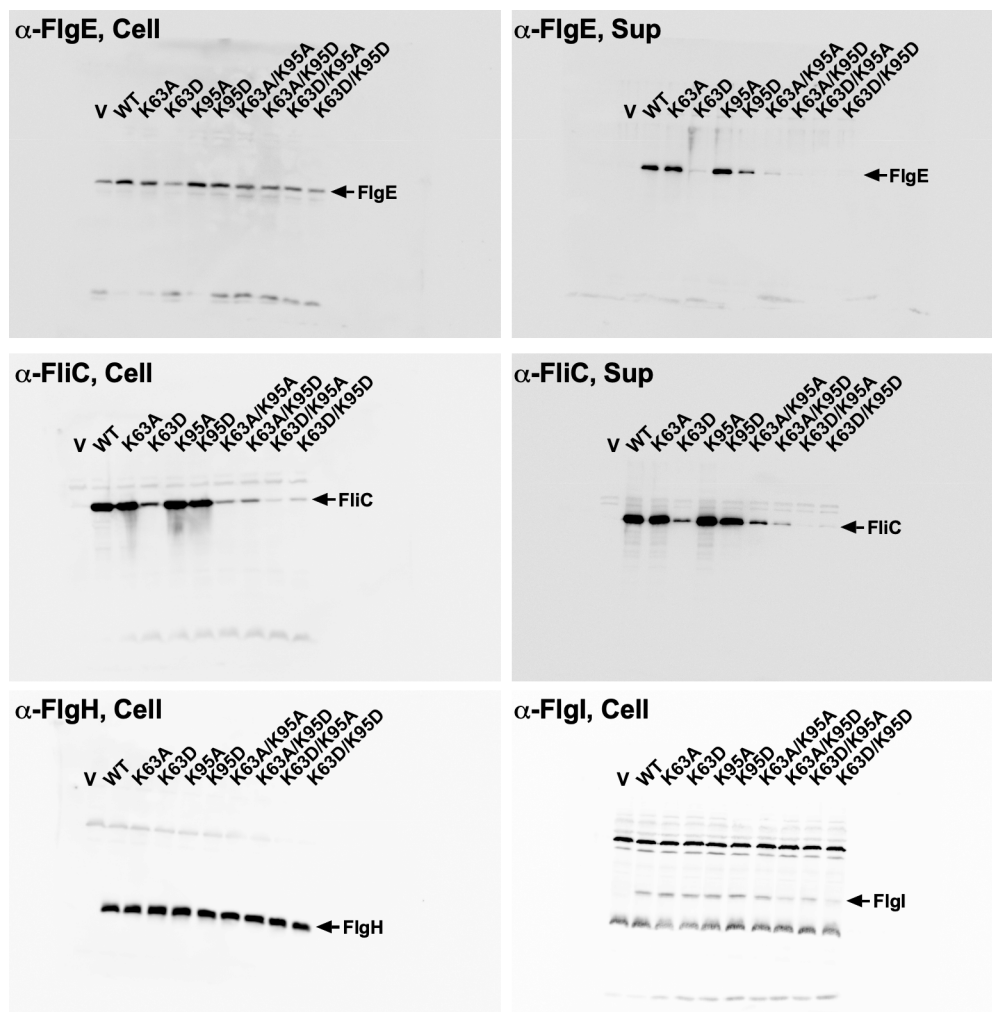 α-FlgE, Cell
V WT K63A K63D K95A K95D K63A/K95A K63A/K95D K63D/K95A K63D/K95D
FlgE
α-FlgE, Sup
V WT K63A K63D K95A K95D K63A/K95A K63A/K95D K63D/K95A K63D/K95D
FlgE
α-FliC, Cell
V WT K63A K63D K95A K95D K63A/K95A K63A/K95D K63D/K95A K63D/K95D
FliC
α-FliC, Sup
V WT K63A K63D K95A K95D K63A/K95A K63A/K95D K63D/K95A K63D/K95D
FliC
α-FlgH, Cell
V WT K63A K63D K95A K95D K63A/K95A K63A/K95D K63D/K95A K63D/K95D
FlgH
α-FlgI, Cell
V WT K63A K63D K95A K95D K63A/K95A K63A/K95D K63D/K95A K63D/K95D
FlgI